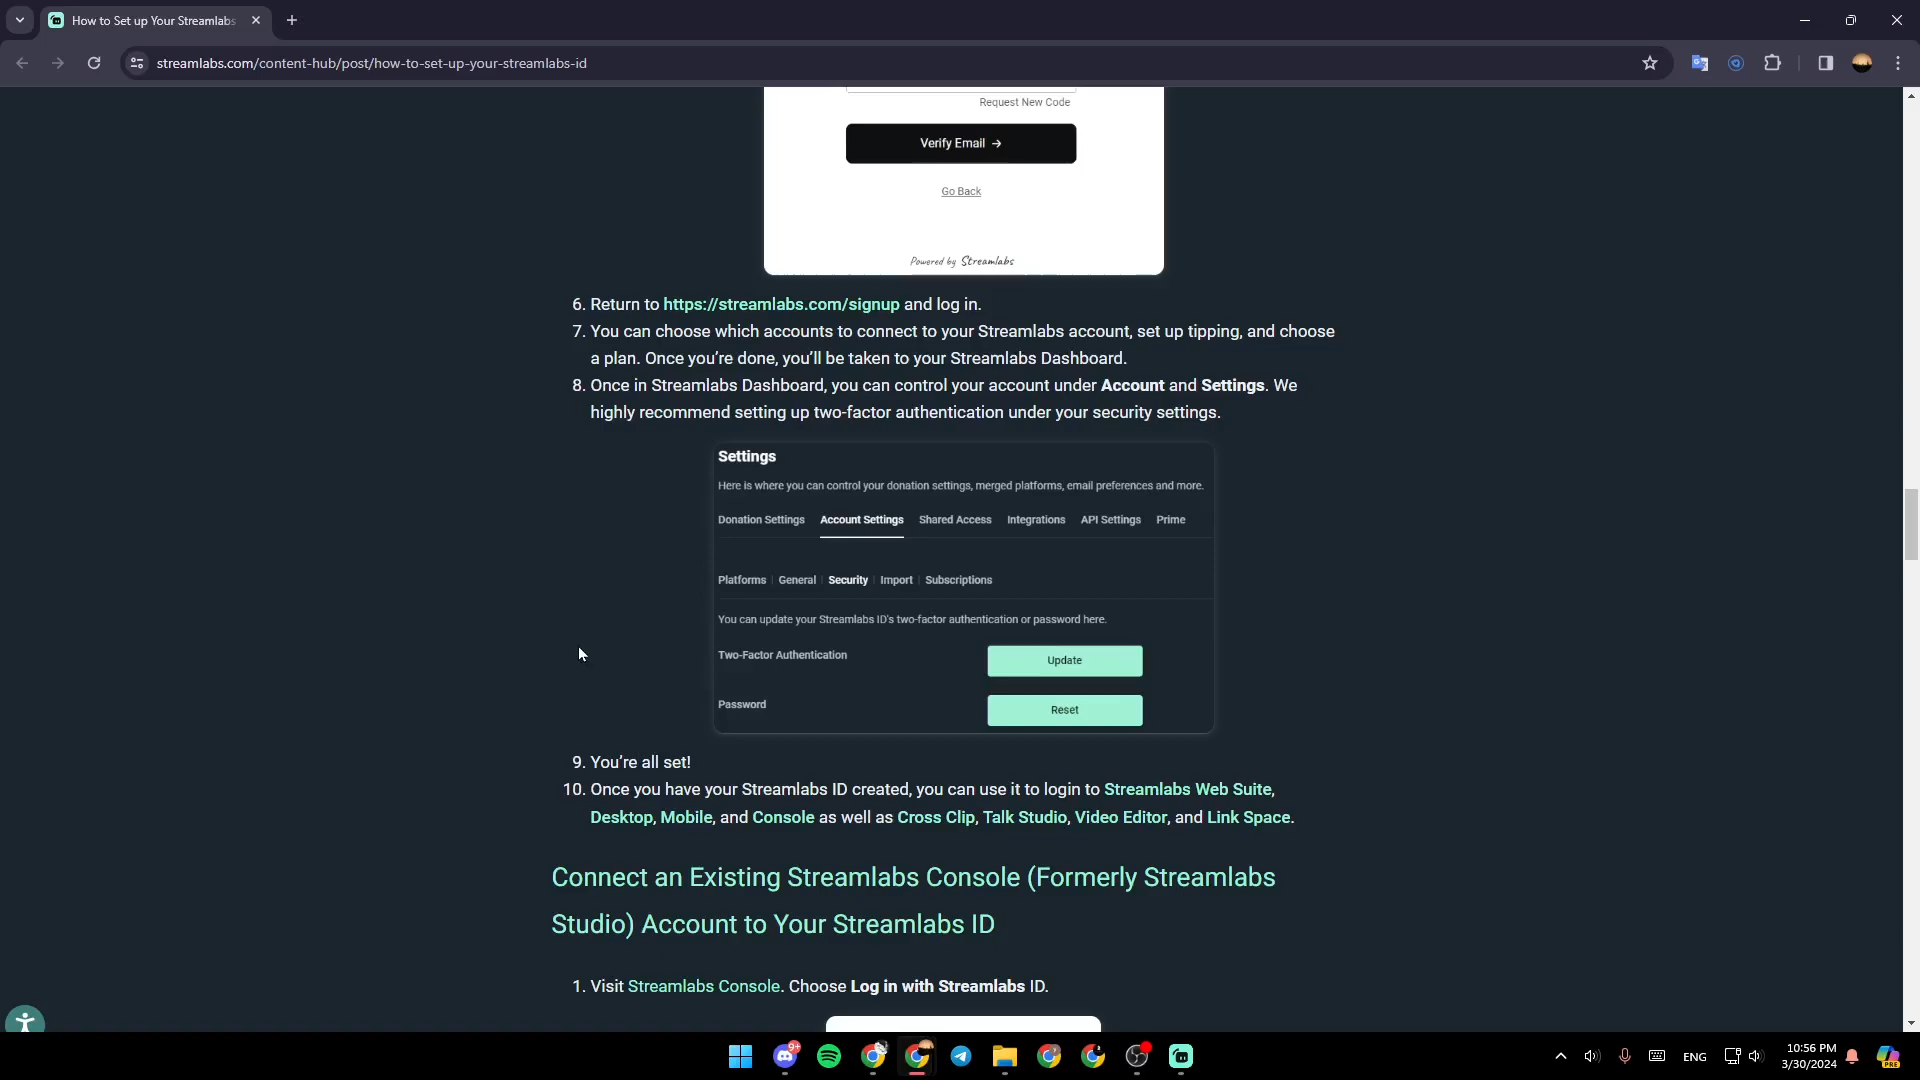 How to Set up Your Streamlabs
streamlabs.com/content-hub/post/how-to-set-up-your-streamlabs-id
Request New Code
Verify Email →
Go Back
Powered by Streamlabs
6. Return to https://streamlabs.com/signup and log in.
7. You can choose which accounts to connect to your Streamlabs account, set up tipping, and choose
a plan. Once you’re done, you’ll be taken to your Streamlabs Dashboard.
8. Once in Streamlabs Dashboard, you can control your account under Account and Settings. We
highly recommend setting up two-factor authentication under your security settings.
Settings
Here is where you can control your donation settings, merged platforms, email preferences and more.
Donation Settings Account Settings Shared Access Integrations API Settings Prime
Platforms General Security Import Subscriptions
You can update your Streamlabs ID's two-factor authentication or password here.
Two-Factor Authentication Update
Password Reset
9. You’re all set!
10. Once you have your Streamlabs ID created, you can use it to login to Streamlabs Web Suite,
Desktop, Mobile, and Console as well as Cross Clip, Talk Studio, Video Editor, and Link Space.
Connect an Existing Streamlabs Console (Formerly Streamlabs
Studio) Account to Your Streamlabs ID
1. Visit Streamlabs Console. Choose Log in with Streamlabs ID.
9+
ENG
10:56 PM
3/30/2024
PRE